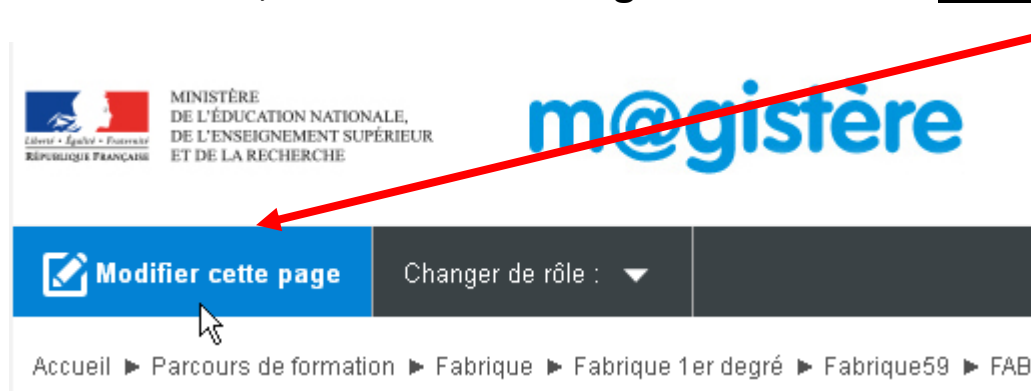 MINISTÈRE
DE L'ÉDUCATION NATIONALE,
DE L'ENSEIGNEMENT SUPÉRIEUR
ET DE LA RECHERCHE
Liberté • Égalité • Fraternité
RÉPUBLIQUE FRANÇAISE
m@gistère
Modifier cette page
Changer de rôle :
Accueil ► Parcours de formation ► Fabrique ► Fabrique 1er degré ► Fabrique59 ► FAB